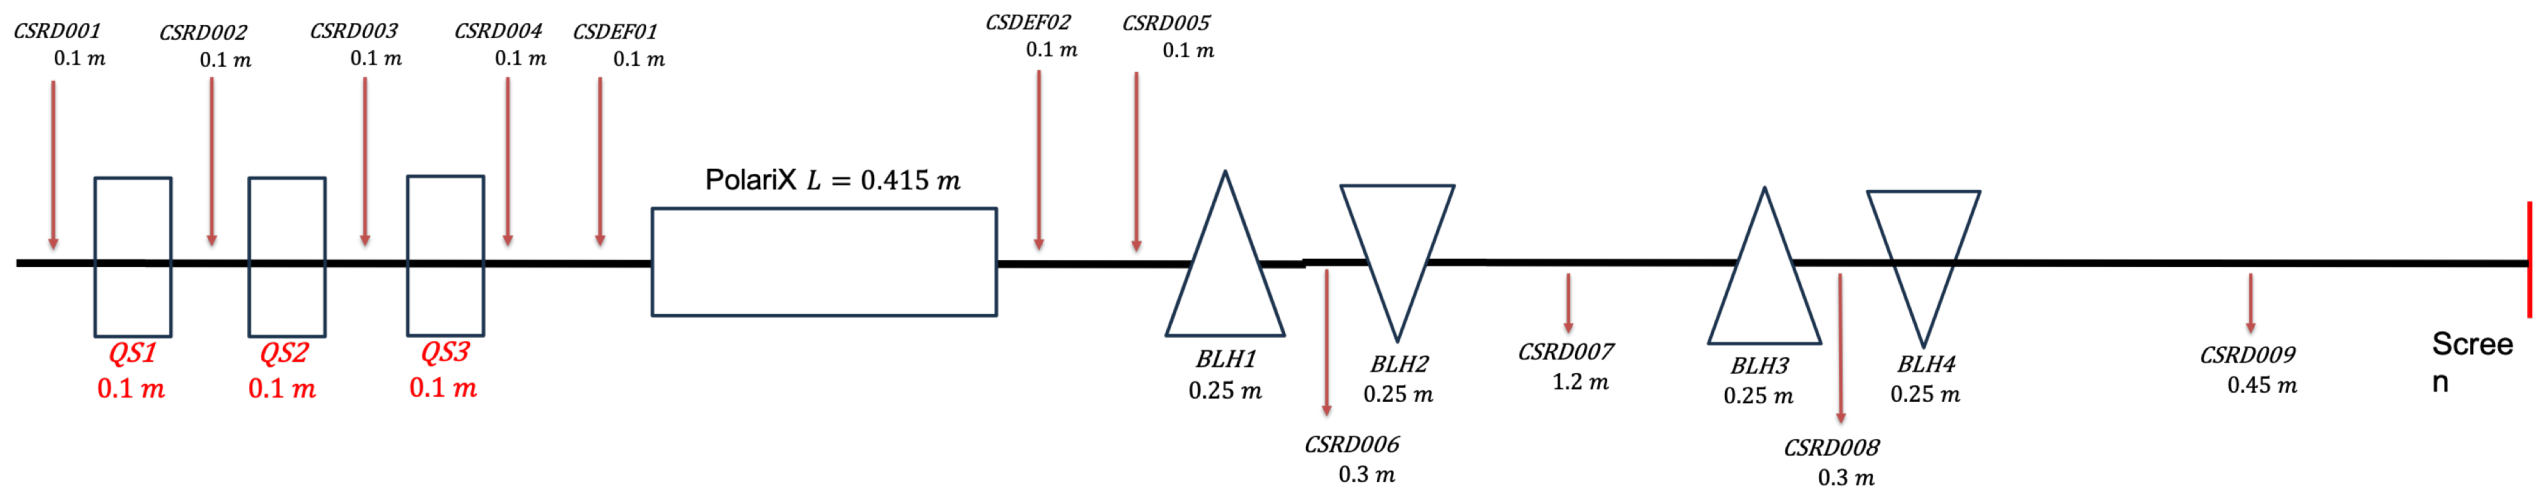 CSRD001
0.1 m
CSRD002
0.1 m
CSRD003
0.1 m
CSRD004
0.1 m
CSDEF01
0.1 m
CSDEF02
0.1 m
CSRD005
0.1 m
PolariX L = 0.415 m
QS1
0.1 m
QS2
0.1 m
QS3
0.1 m
BLH1
0.25 m
CSRD006
0.3 m
BLH2
0.25 m
CSRD007
1.2 m
BLH3
0.25 m
CSRD008
0.3 m
BLH4
0.25 m
CSRD009
0.45 m
Scree
n